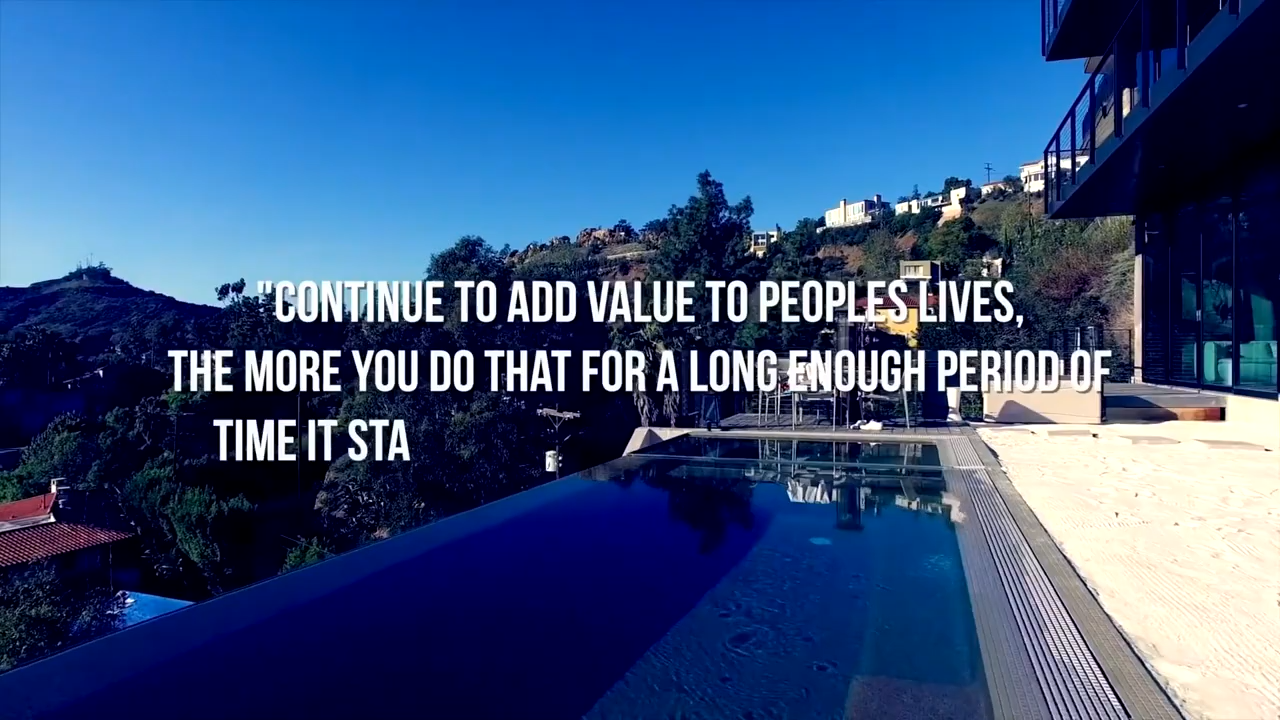 "CONTINUE TO ADD VALUE TO PEOPLES LIVES,
THE MORE YOU DO THAT FOR A LONG ENOUGH PERIOD OF
TIME IT STA